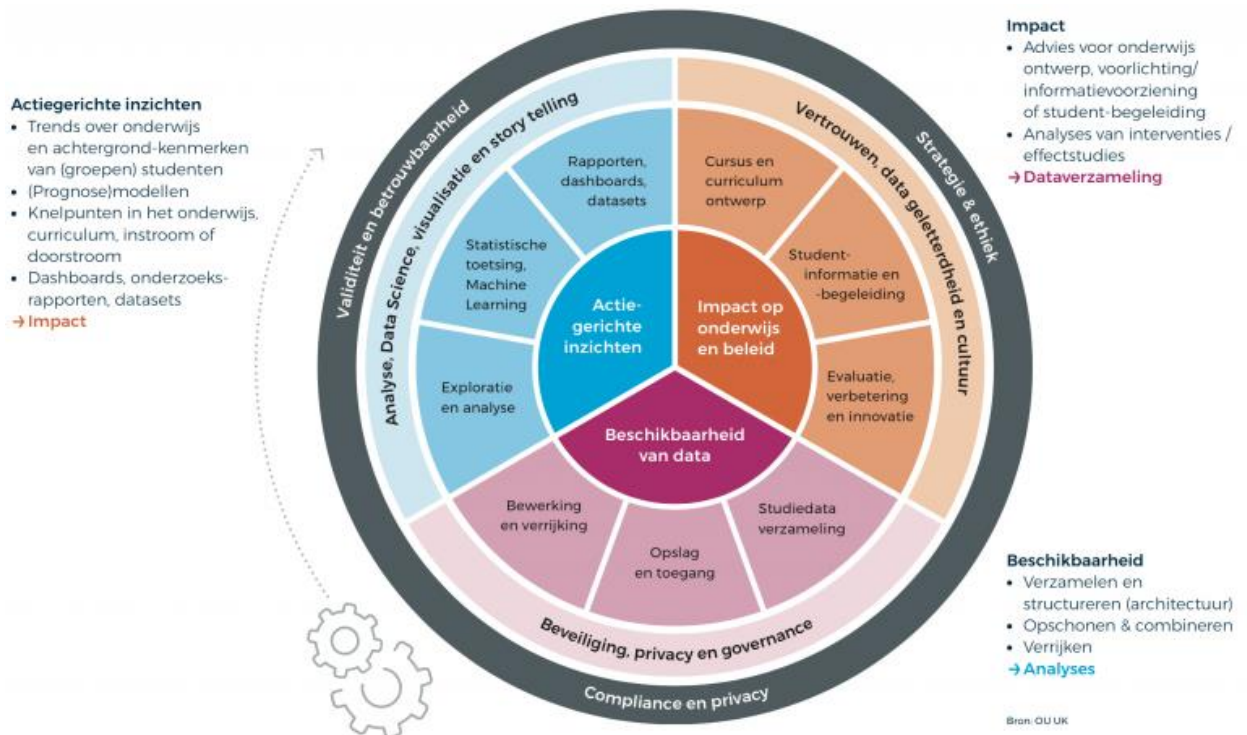 Actiegerichte inzichten
• Trends over onderwijs
en achtergrond-kenmerken
van (groepen) studenten
• (Prognose)modellen
• Knelpunten in het onderwijs,
curriculum, instroom of
doorstroom
• Dashboards, onderzoeks-
rapporten, datasets
→ Impact
Validiteit en betrouwbaarheid
Analyse, Data Science, visualisatie en story telling
Rapporten,
dashboards,
datasets
Statistische
toetsing,
Machine
Learning
Exploratie
en analyse
Actie-
gerichte
inzichten
Strategie & ethiek
Vertrouwen, data geletterdheid en cultuur
Cursus en
curriculum
ontwerp
Student-
informatie en
-begeleiding
Evaluatie,
verbetering
en innovatie
Impact op
onderwijs
en beleid
Beschikbaarheid
van data
Bewerking
en verrijking
Opslag
en toegang
Studiedata
verzameling
Beveiliging, privacy en governance
Compliance en privacy
Impact
• Advies voor onderwijs
ontwerp, voorlichting/
informatievoorziening
of student-begeleiding
• Analyses van interventies /
effectstudies
→ Dataverzameling
Beschikbaarheid
• Verzamelen en
structureren (architectuur)
• Opschonen & combineren
• Verrijken
→ Analyses
Bron: OU UK